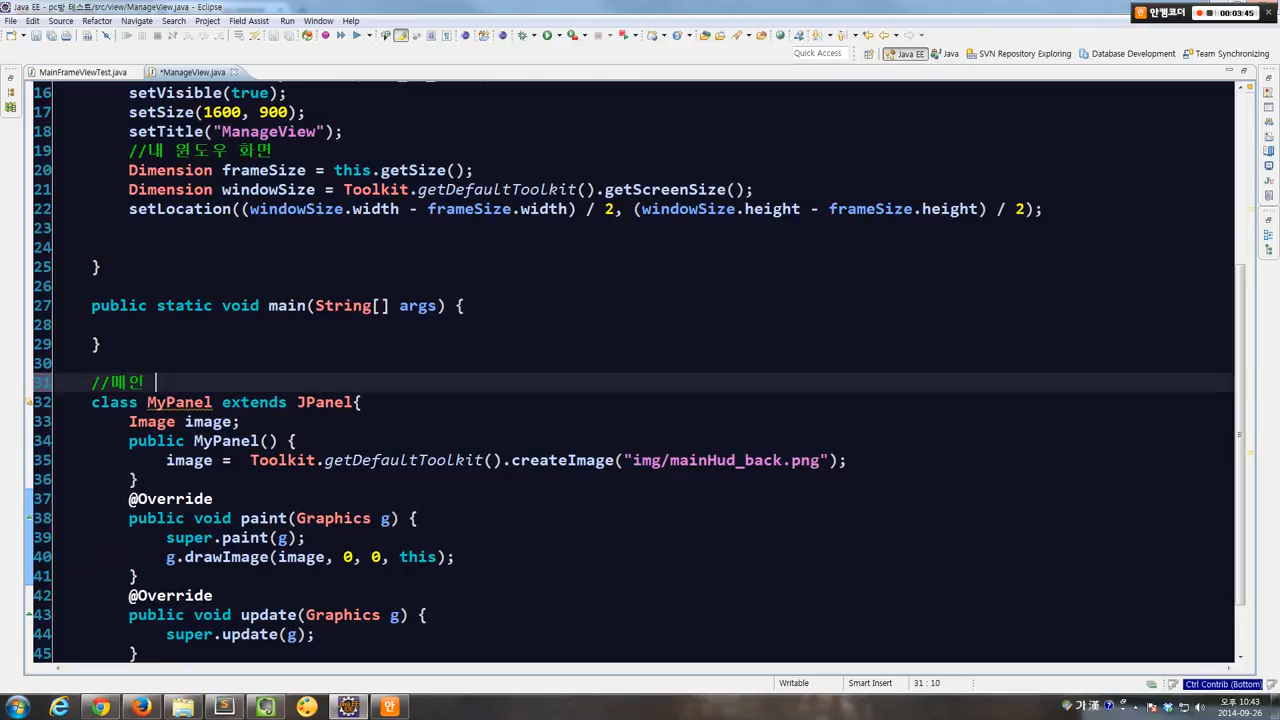 Java EE - pc방 테스트/src/view/ManageView.java - Eclipse
안캠코더 00:03:45
File Edit Source Refactor Navigate Search Project Field Assist Run Window Help
Quick Access Java EE Java SVN Repository Exploring Database Development Team Synchronizing
MainFrameViewTest.java *ManageView.java
16 setVisible(true);
17 setSize(1600, 900);
18 setTitle("ManageView");
19 //내 윈도우 화면
20 Dimension frameSize = this.getSize();
21 Dimension windowSize = Toolkit.getDefaultToolkit().getScreenSize();
22 setLocation((windowSize.width - frameSize.width) / 2, (windowSize.height - frameSize.height) / 2);
23
24
25 }
26
27 public static void main(String[] args) {
28
29 }
30
31 //메인
32 class MyPanel extends JPanel{
33 Image image;
34 public MyPanel() {
35 image = Toolkit.getDefaultToolkit().createImage("img/mainHud_back.png");
36 }
37 @Override
38 public void paint(Graphics g) {
39 super.paint(g);
40 g.drawImage(image, 0, 0, this);
41 }
42 @Override
43 public void update(Graphics g) {
44 super.update(g);
45 }
Writable Smart Insert 31 : 10 Ctrl Contrib (Bottom)
가 漢 오후 10:43
2014-09-26